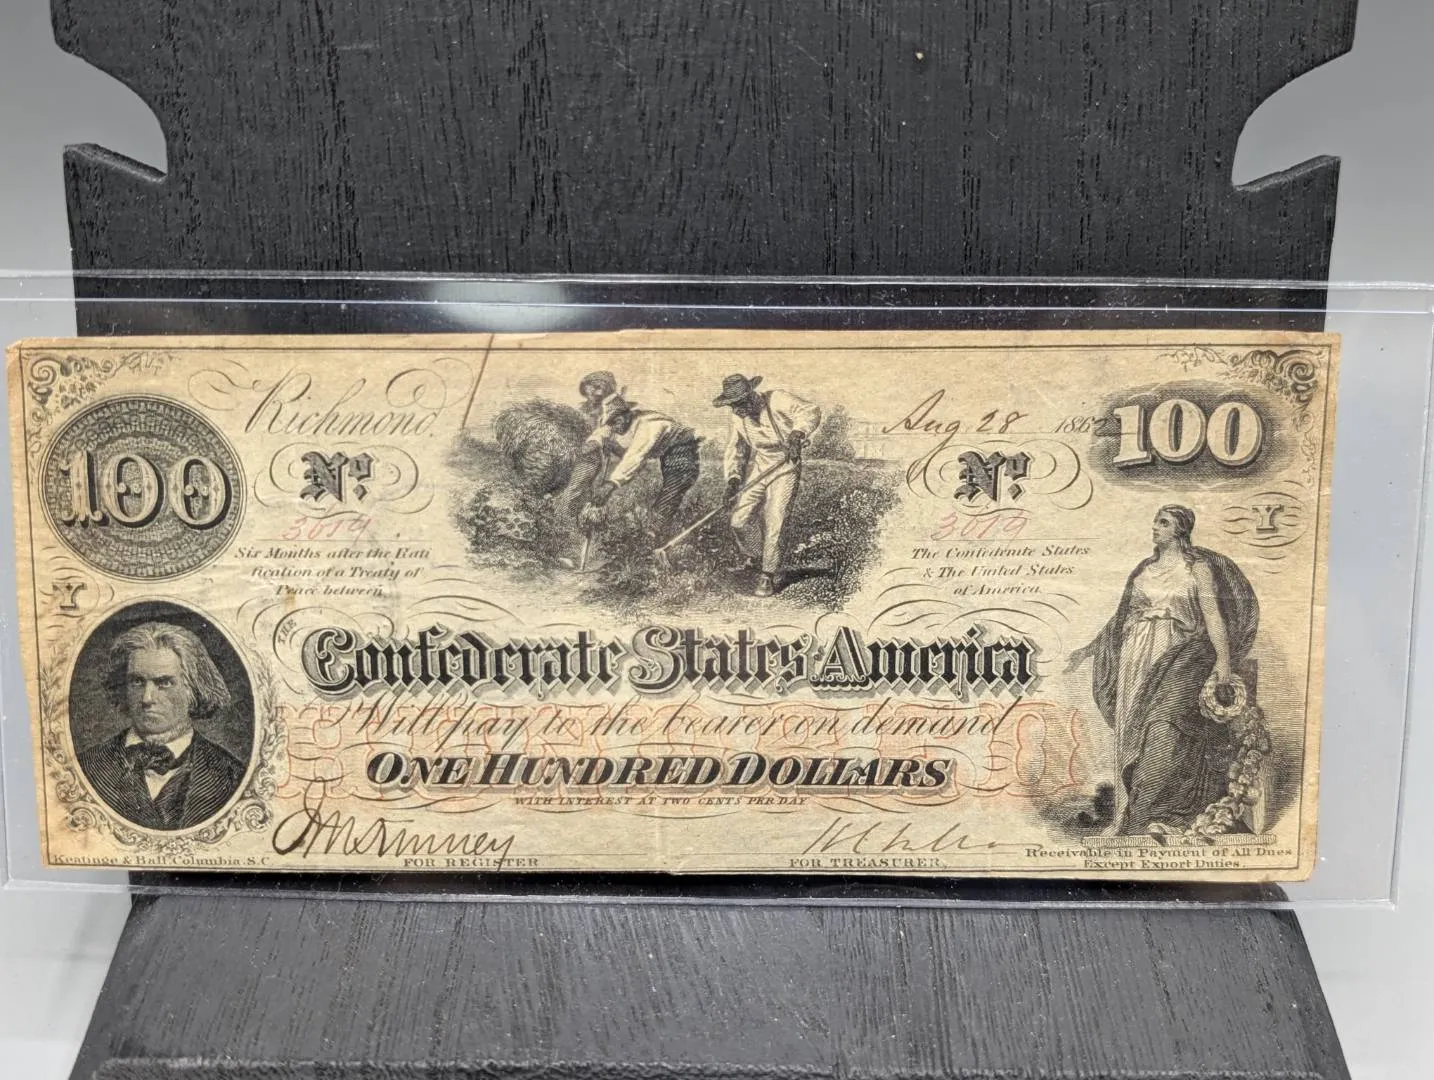 Richmond,
Aug 28 1862
100
100
Nº
Nº
3019
3019
Six Months after the Rati
fication of a Treaty of
Peace between
The Confederate States
& The United States
of America
Y
Y
THE
Confederate States America
Will pay to the bearer on demand
ONE HUNDRED DOLLARS
WITH INTEREST AT TWO CENTS PER DAY
FOR REGISTER
FOR TREASURER
Keatinge & Ball, Columbia, S.C.
Receivable in Payment of All Dues
Except Export Duties.